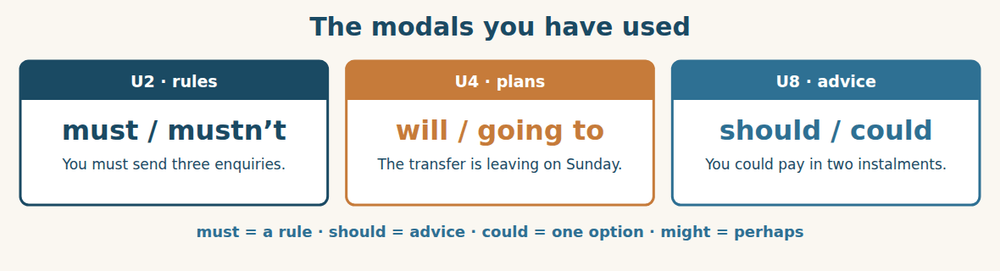 The modals you have used
U2 · rules
must / mustn’t
You must send three enquiries.
U4 · plans
will / going to
The transfer is leaving on Sunday.
U8 · advice
should / could
You could pay in two instalments.
must = a rule · should = advice · could = one option · might = perhaps